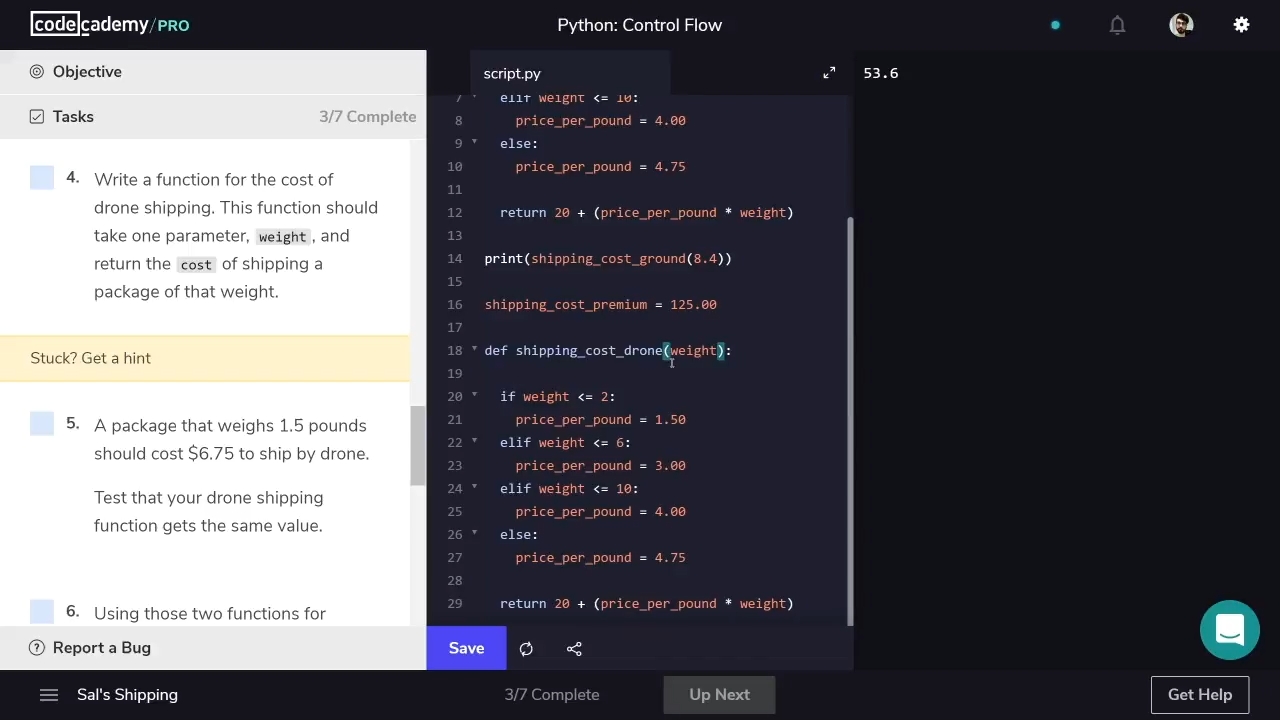 codecademy/PRO
Python: Control Flow
Objective
Tasks
3/7 Complete
4. Write a function for the cost of
drone shipping. This function should
take one parameter, weight, and
return the cost of shipping a
package of that weight.
Stuck? Get a hint
5. A package that weighs 1.5 pounds
should cost $6.75 to ship by drone.
Test that your drone shipping
function gets the same value.
6. Using those two functions for
Report a Bug
script.py
7 elif weight <= 10:
8 price_per_pound = 4.00
9 else:
10 price_per_pound = 4.75
11
12 return 20 + (price_per_pound * weight)
13
14 print(shipping_cost_ground(8.4))
15
16 shipping_cost_premium = 125.00
17
18 def shipping_cost_drone(weight):
19
20 if weight <= 2:
21 price_per_pound = 1.50
22 elif weight <= 6:
23 price_per_pound = 3.00
24 elif weight <= 10:
25 price_per_pound = 4.00
26 else:
27 price_per_pound = 4.75
28
29 return 20 + (price_per_pound * weight)
Save
53.6
Sal's Shipping
3/7 Complete
Up Next
Get Help